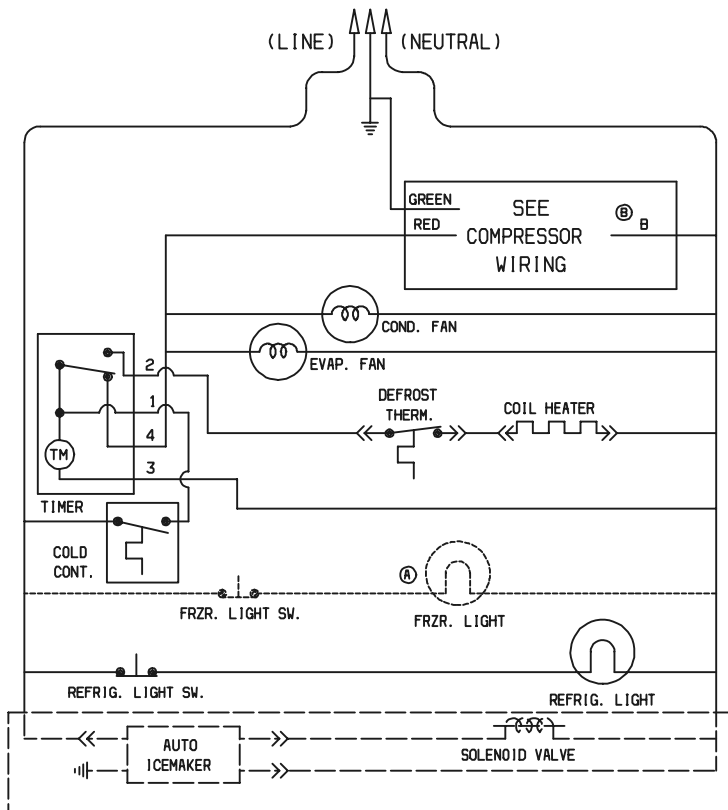 (LINE)
(NEUTRAL)
GREEN
RED
SEE
COMPRESSOR
WIRING
B
B
COND. FAN
EVAP. FAN
2
1
4
3
TM
TIMER
DEFROST
THERM.
COIL HEATER
COLD
CONT.
A
FRZR. LIGHT SW.
FRZR. LIGHT
REFRIG. LIGHT SW.
REFRIG. LIGHT
AUTO
ICEMAKER
SOLENOID VALVE